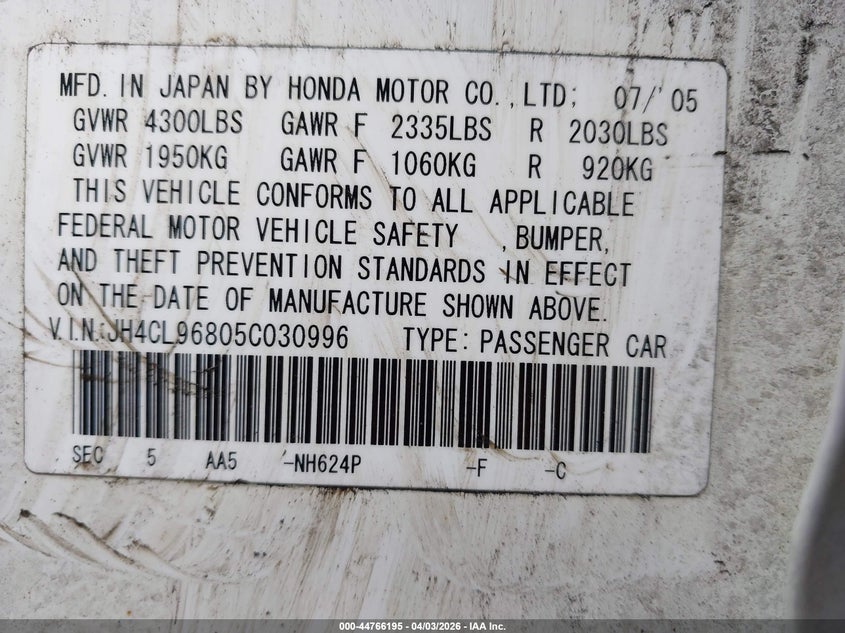 MFD. IN JAPAN BY HONDA MOTOR CO., LTD; 07/'05
GVWR 4300LBS GAWR F 2335LBS R 2030LBS
GVWR 1950KG GAWR F 1060KG R 920KG
THIS VEHICLE CONFORMS TO ALL APPLICABLE
FEDERAL MOTOR VEHICLE SAFETY , BUMPER,
AND THEFT PREVENTION STANDARDS IN EFFECT
ON THE DATE OF MANUFACTURE SHOWN ABOVE.
V.I.N.:JH4CL96805C030996 TYPE: PASSENGER CAR
SEC 5 AA5 -NH624P -F -C
000-44766195 - 04/03/2026 - IAA Inc.